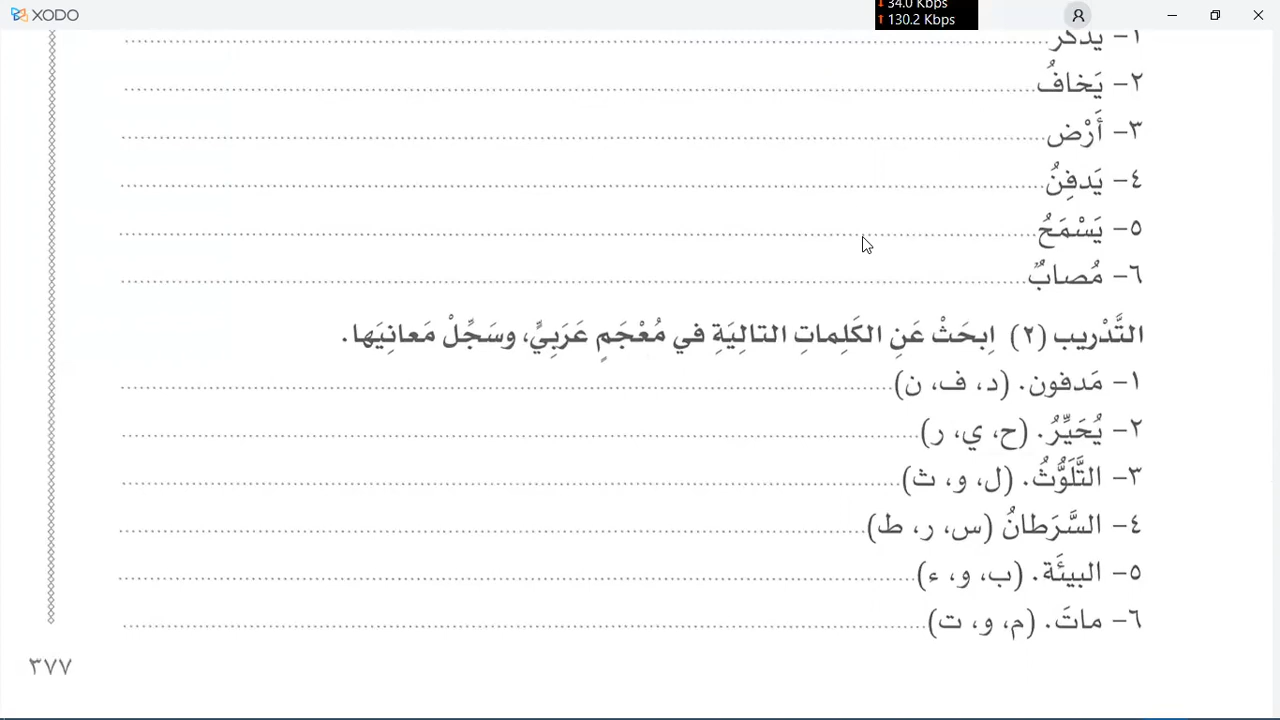 34.0 Kbps
XODO
130.2 Kbps
١- يذكر
٢- يَخافُ
٣- أَرْض
٤- يَدفِنُ
٥- يَسْمَحُ
٦- مُصابٌ
التَّدْريب (٢) اِبحَثْ عَنِ الكَلِماتِ التالِيَةِ في مُعْجَمٍ عَرَبِيٍّ، وسَجِّلْ مَعانِيَها.
١- مَدفون. (د، ف، ن)
٢- يُحَيِّرُ. (ح، ي، ر)
٣- التَّلَوُّثُ. (ل، و، ث)
٤- السَّرَطانُ (س، ر، ط)
٥- البيئَة. (ب، و، ء)
٦- ماتَ. (م، و، ت)
٣٧٧